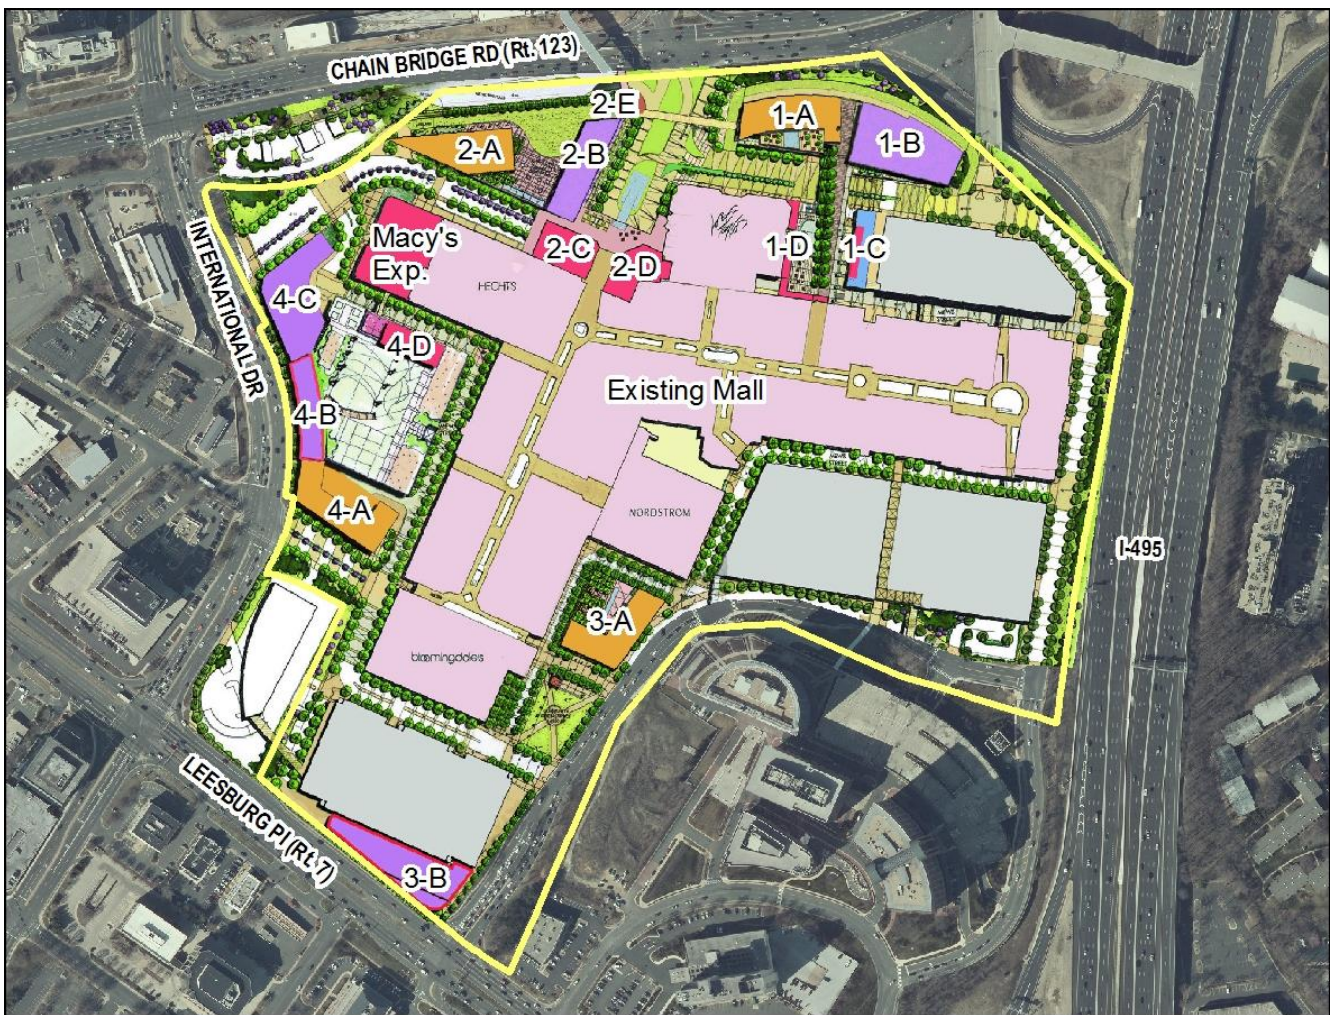 CHAIN BRIDGE RD (Rt. 123)
2-E
1-A
2-A
2-B
1-B
Macy's
Exp.
2-C
2-D
1-D
1-C
HECHTS
INTERNATIONAL DR
4-C
4-D
Existing Mall
4-B
4-A
NORDSTROM
I-495
3-A
bloomingdale's
LEESBURG PI (Rt. 7)
3-B